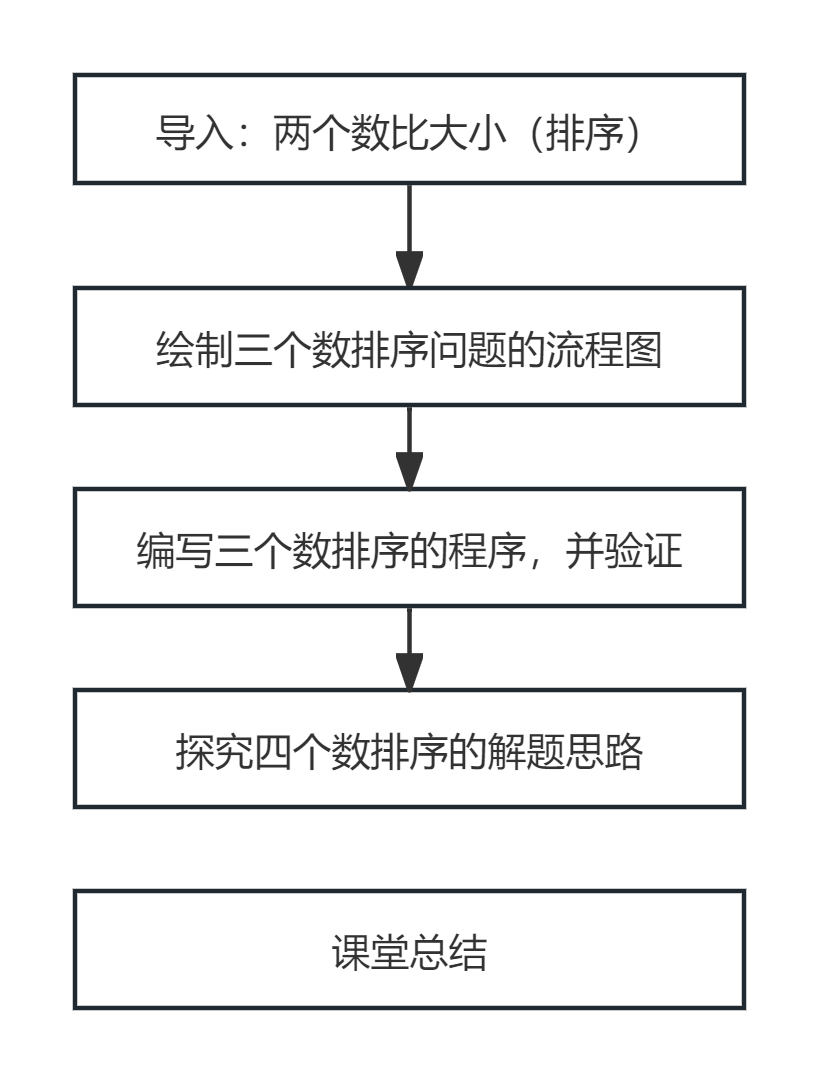 导入：两个数比大小（排序）
绘制三个数排序问题的流程图
编写三个数排序的程序，并验证
探究四个数排序的解题思路
课堂总结